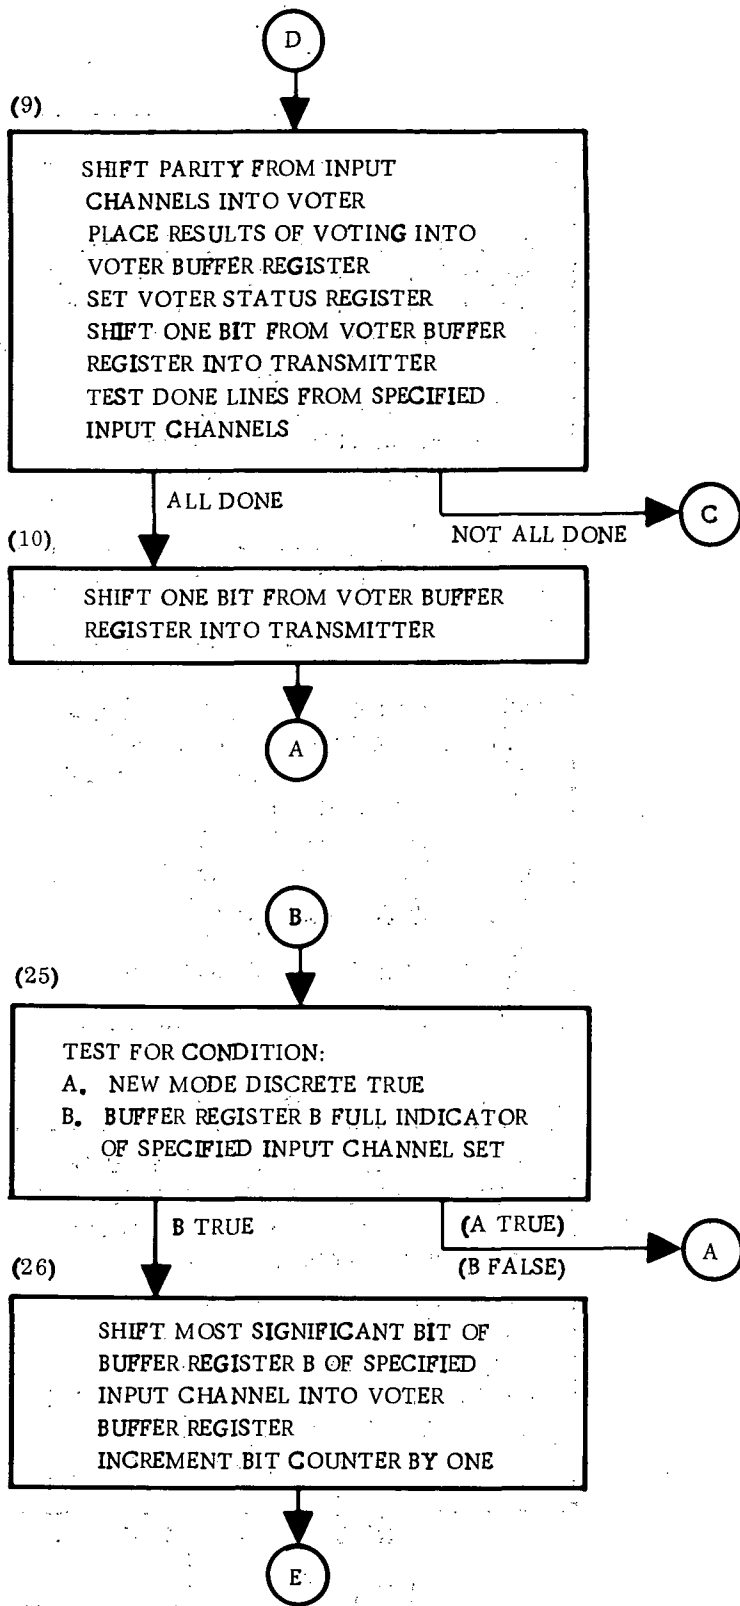 D
(9)
SHIFT PARITY FROM INPUT
CHANNELS INTO VOTER
PLACE RESULTS OF VOTING INTO
VOTER BUFFER REGISTER
SET VOTER STATUS REGISTER
SHIFT ONE BIT FROM VOTER BUFFER
REGISTER INTO TRANSMITTER
TEST DONE LINES FROM SPECIFIED
INPUT CHANNELS
ALL DONE
NOT ALL DONE
C
(10)
SHIFT ONE BIT FROM VOTER BUFFER
REGISTER INTO TRANSMITTER
A
B
(25)
TEST FOR CONDITION:
A. NEW MODE DISCRETE TRUE
B. BUFFER REGISTER B FULL INDICATOR
OF SPECIFIED INPUT CHANNEL SET
B TRUE
(A TRUE)
(B FALSE)
A
(26)
SHIFT MOST SIGNIFICANT BIT OF
BUFFER REGISTER B OF SPECIFIED
INPUT CHANNEL INTO VOTER
BUFFER REGISTER
INCREMENT BIT COUNTER BY ONE
E